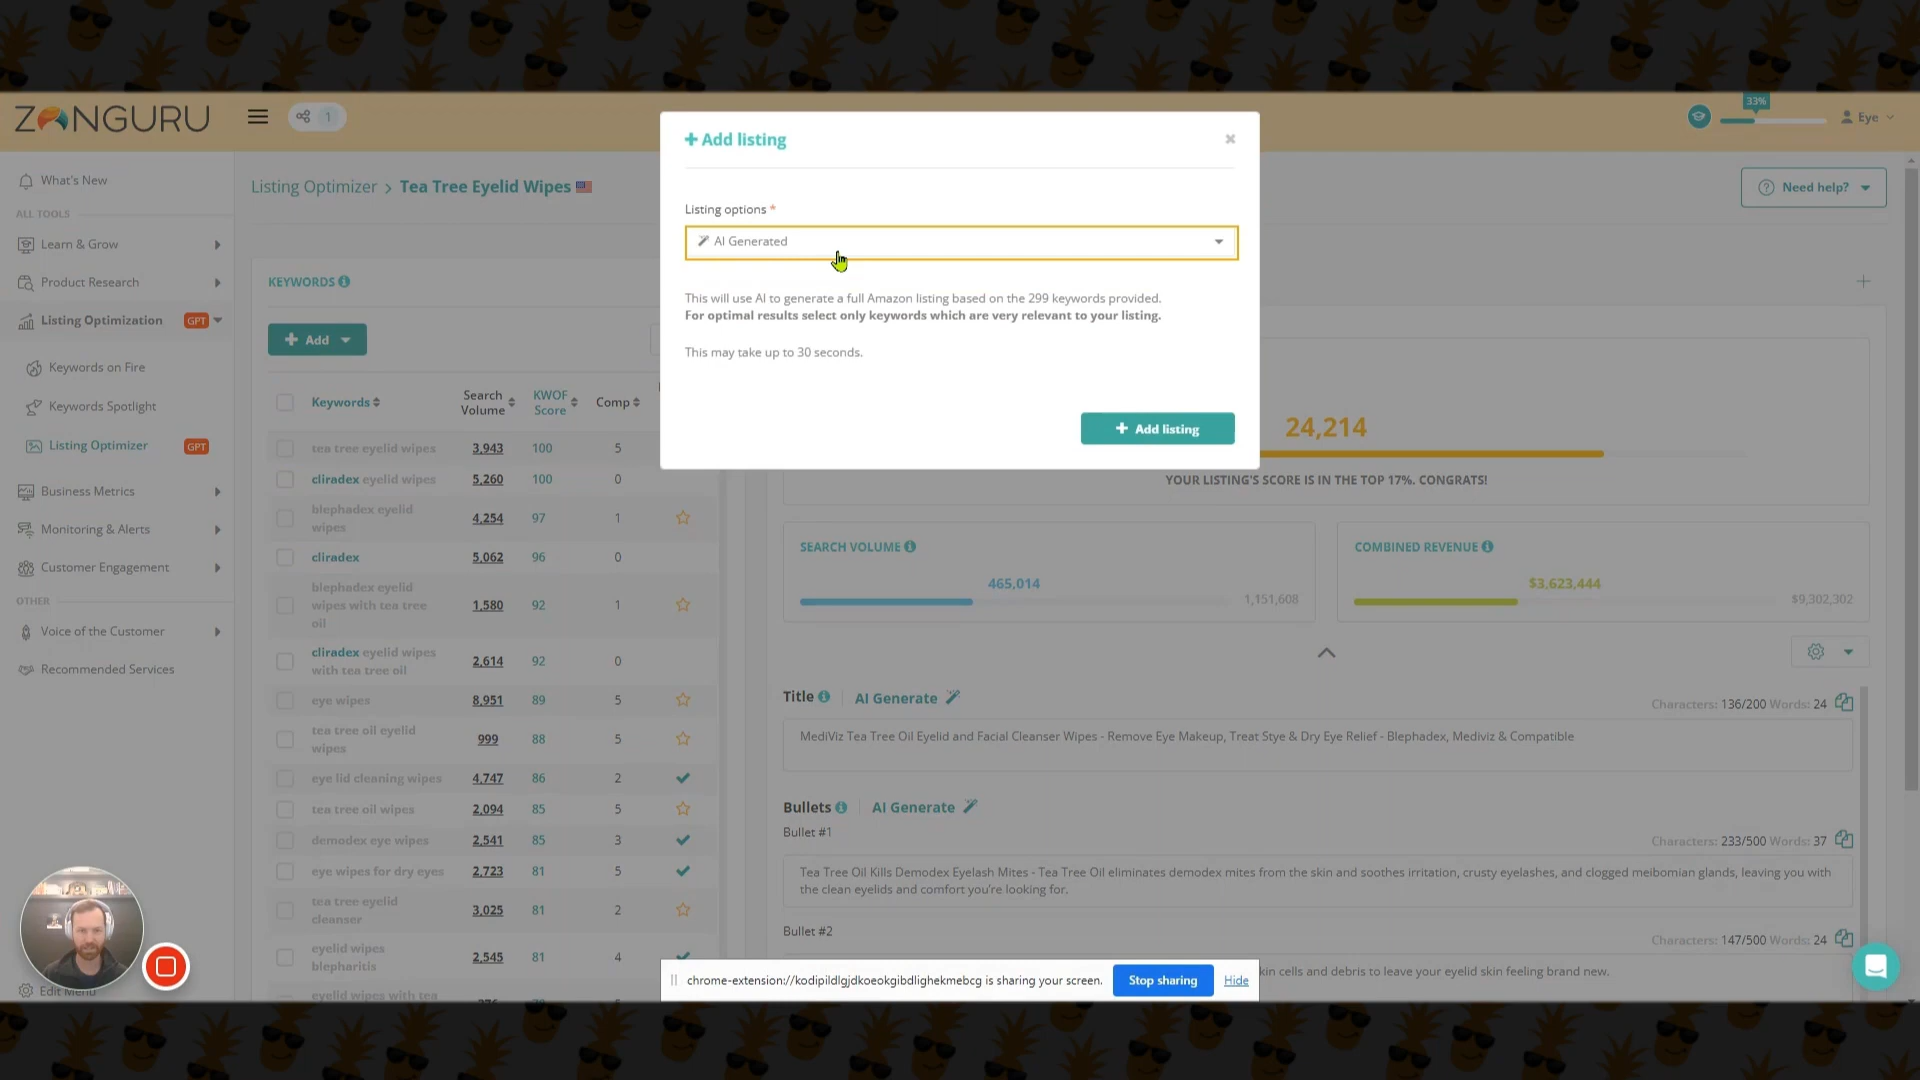 ZONGURU
1
33%
Eye
What's New
ALL TOOLS
Learn & Grow
Product Research
Listing Optimization GPT
Keywords on Fire
Keywords Spotlight
Listing Optimizer GPT
Business Metrics
Monitoring & Alerts
Customer Engagement
OTHER
Voice of the Customer
Recommended Services
Edit Menu
Listing Optimizer > Tea Tree Eyelid Wipes
Need help?
KEYWORDS
+ Add
Keywords Search Volume KWOF Score Comp
tea tree eyelid wipes 3,943 100 5
cliradex eyelid wipes 5,260 100 0
blephadex eyelid wipes 4,254 97 1
cliradex 5,062 96 0
blephadex eyelid wipes with tea tree oil 1,580 92 1
cliradex eyelid wipes with tea tree oil 2,614 92 0
eye wipes 8,951 89 5
tea tree oil eyelid wipes 999 88 5
eye lid cleaning wipes 4,747 86 2
tea tree oil wipes 2,094 85 5
demodex eye wipes 2,541 85 3
eye wipes for dry eyes 2,723 81 5
tea tree eyelid cleanser 3,025 81 2
eyelid wipes blepharitis 2,545 81 4
eyelid wipes with tea
+ Add listing
×
Listing options *
AI Generated
This will use AI to generate a full Amazon listing based on the 299 keywords provided.
For optimal results select only keywords which are very relevant to your listing.
This may take up to 30 seconds.
+ Add listing
24,214
YOUR LISTING'S SCORE IS IN THE TOP 17%. CONGRATS!
SEARCH VOLUME
465,014
1,151,608
COMBINED REVENUE
$3,623,444
$9,302,302
Title | AI Generate
Characters: 136/200 Words: 24
MediViz Tea Tree Oil Eyelid and Facial Cleanser Wipes - Remove Eye Makeup, Treat Stye & Dry Eye Relief - Blephadex, Mediviz & Compatible
Bullets | AI Generate
Bullet #1
Characters: 233/500 Words: 37
Tea Tree Oil Kills Demodex Eyelash Mites - Tea Tree Oil eliminates demodex mites from the skin and soothes irritation, crusty eyelashes, and clogged meibomian glands, leaving you with
the clean eyelids and comfort you're looking for.
Bullet #2
Characters: 147/500 Words: 24
kin cells and debris to leave your eyelid skin feeling brand new.
chrome-extension://kodipildlgjdkoeokgibdlighekmebcg is sharing your screen. Stop sharing Hide